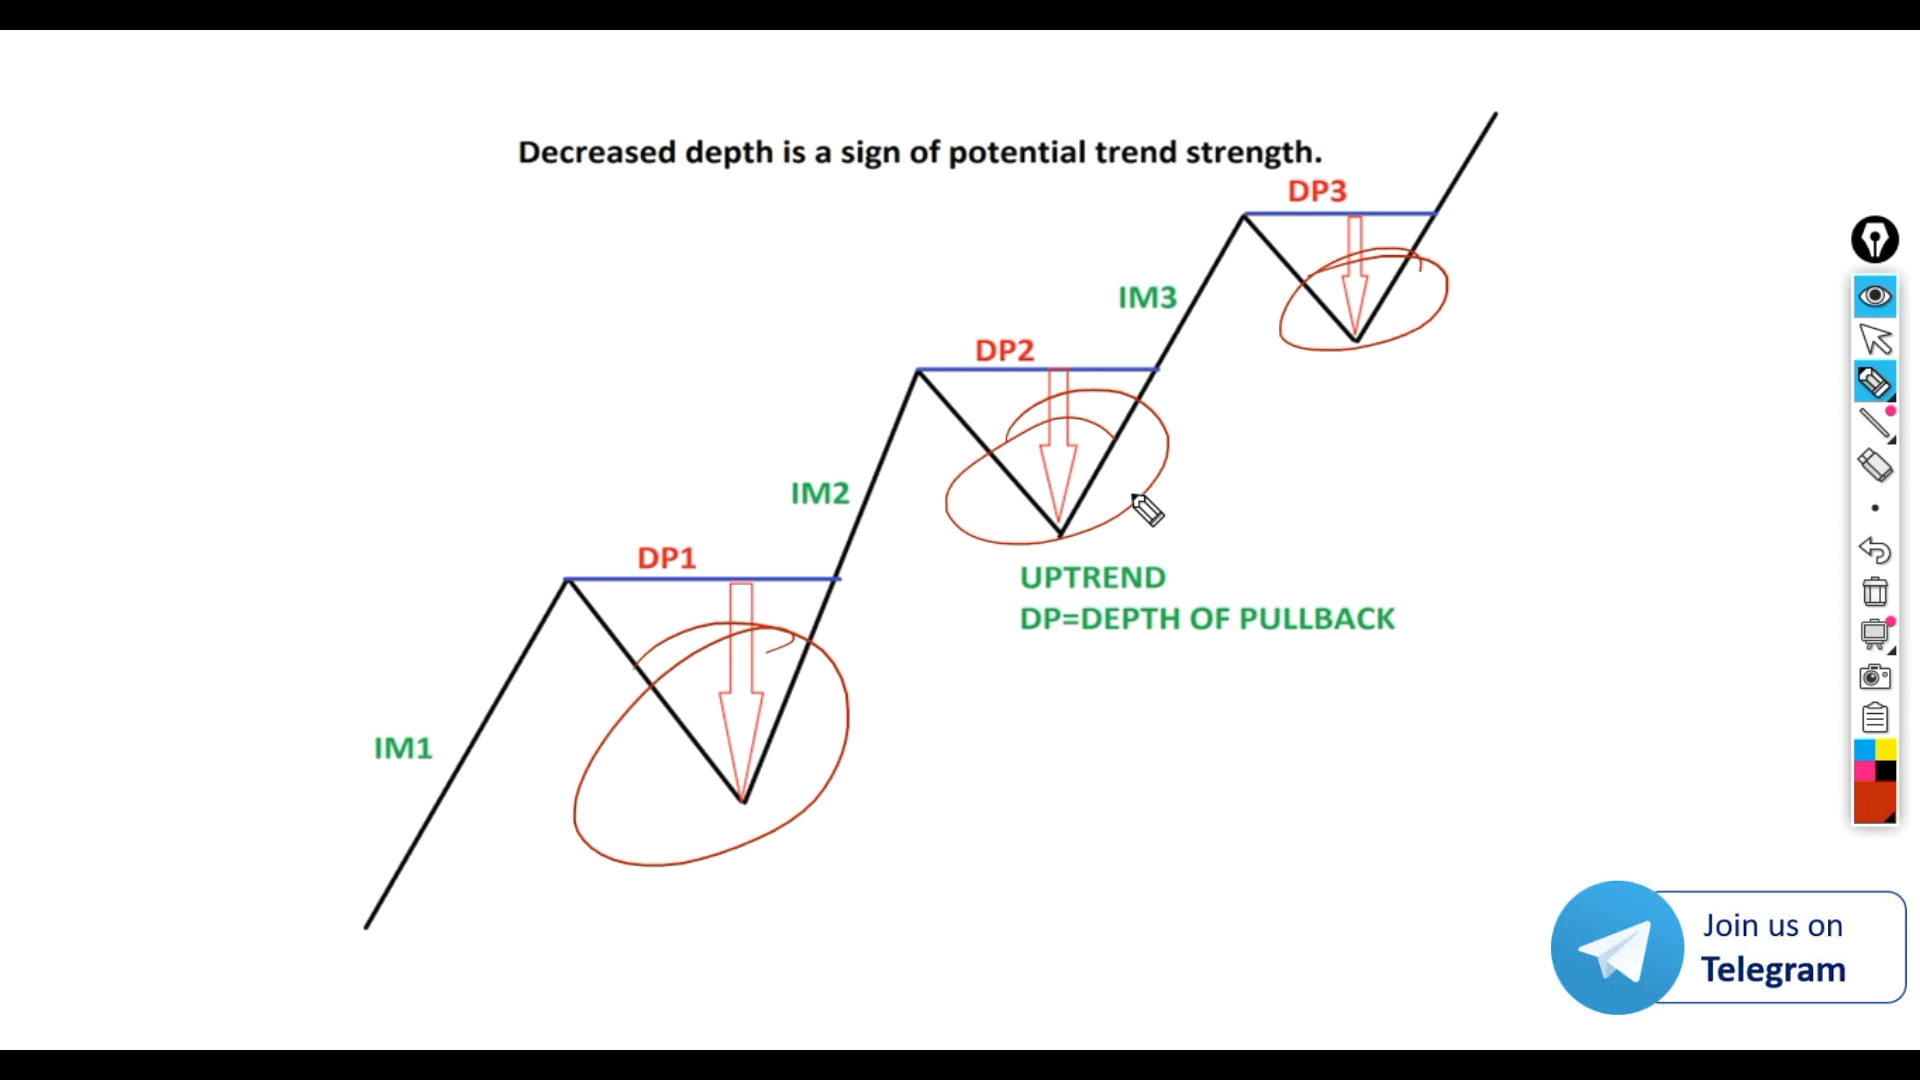 Decreased depth is a sign of potential trend strength.
DP3
IM3
DP2
IM2
DP1
UPTREND
DP=DEPTH OF PULLBACK
IM1
Join us on
Telegram